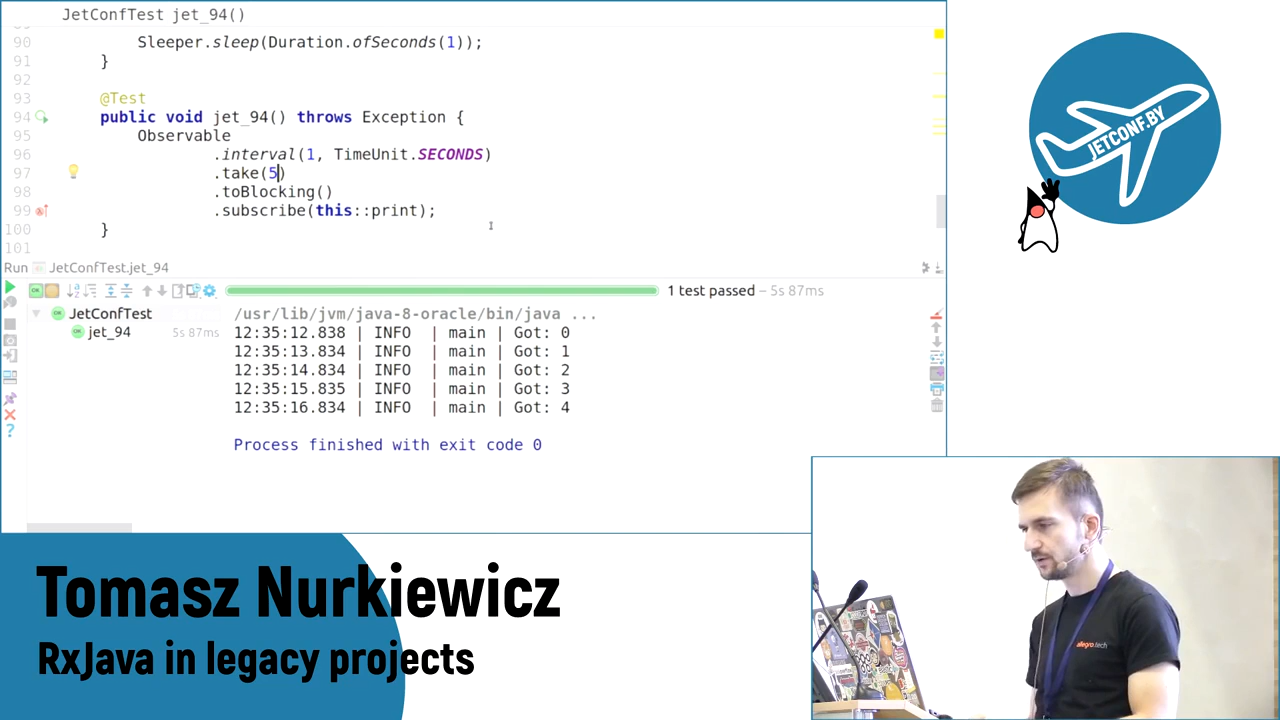 JetConfTest jet_94()
90 Sleeper.sleep(Duration.ofSeconds(1));
91 }
92
93 @Test
94 public void jet_94() throws Exception {
95 Observable
96 .interval(1, TimeUnit.SECONDS)
97 .take(5)
98 .toBlocking()
99 .subscribe(this::print);
100 }
101
Run JetConfTest.jet_94
1 test passed – 5s 87ms
JetConfTest
jet_94 5s 87ms
/usr/lib/jvm/java-8-oracle/bin/java ...
12:35:12.838 | INFO | main | Got: 0
12:35:13.834 | INFO | main | Got: 1
12:35:14.834 | INFO | main | Got: 2
12:35:15.835 | INFO | main | Got: 3
12:35:16.834 | INFO | main | Got: 4
Process finished with exit code 0
JETCONF.BY
allegro.tech
Tomasz Nurkiewicz
RxJava in legacy projects